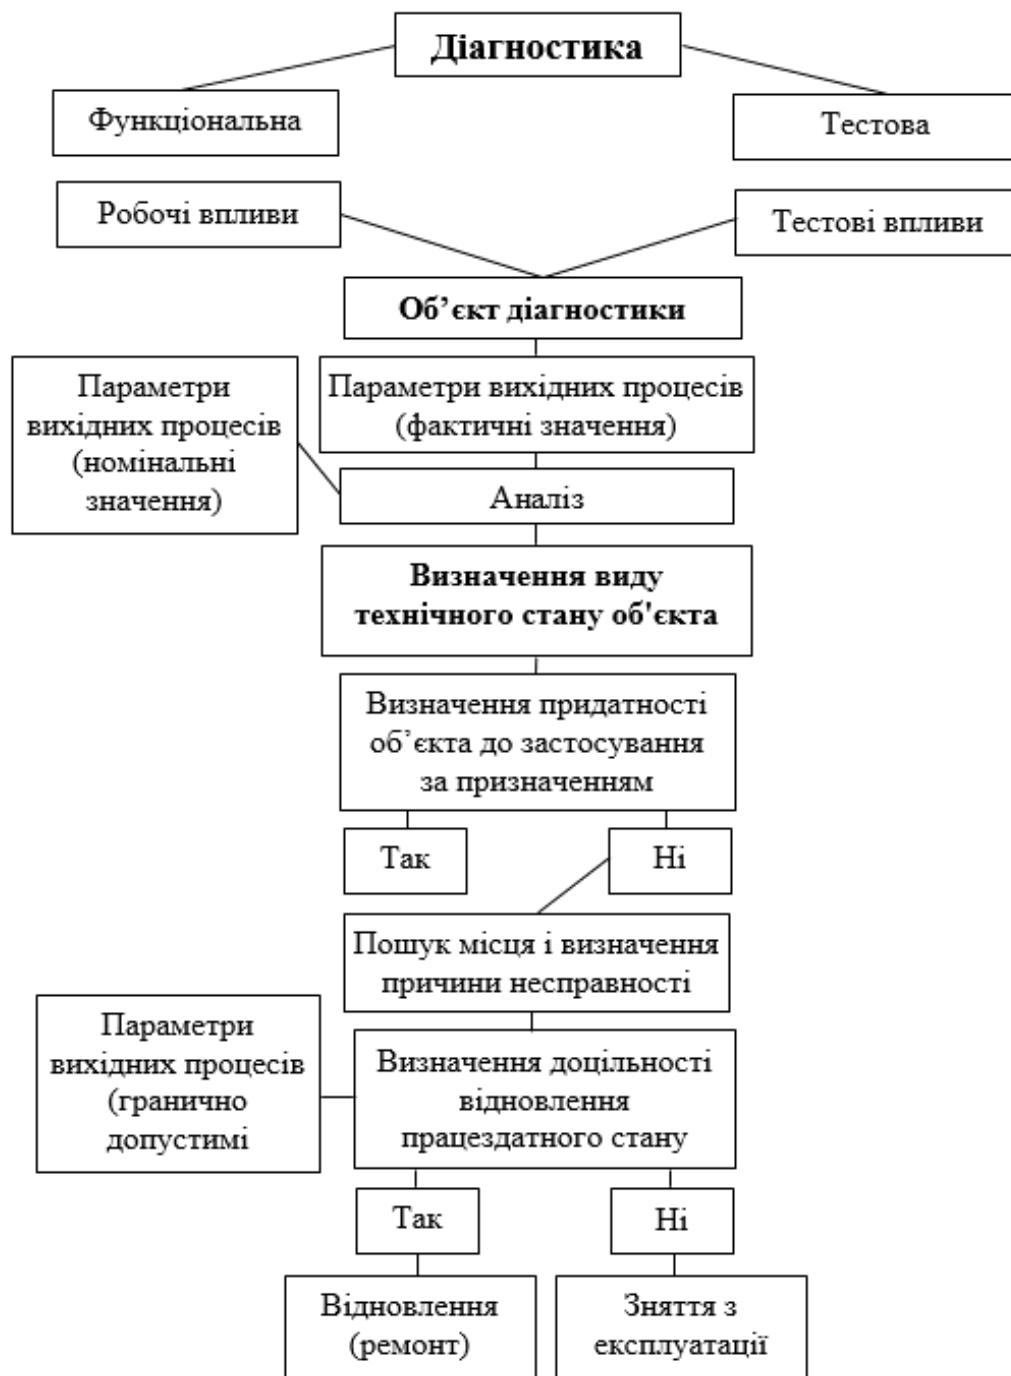 Діагностика
Функціональна
Тестова
Робочі впливи
Тестові впливи
Об’єкт діагностики
Параметри
вихідних процесів
(номінальні
значення)
Параметри вихідних процесів
(фактичні значення)
Аналіз
Визначення виду
технічного стану об'єкта
Визначення придатності
об’єкта до застосування
за призначенням
Так
Ні
Пошук місця і визначення
причини несправності
Параметри
вихідних процесів
(гранично
допустимі
Визначення доцільності
відновлення
працездатного стану
Так
Ні
Відновлення
(ремонт)
Зняття з
експлуатації